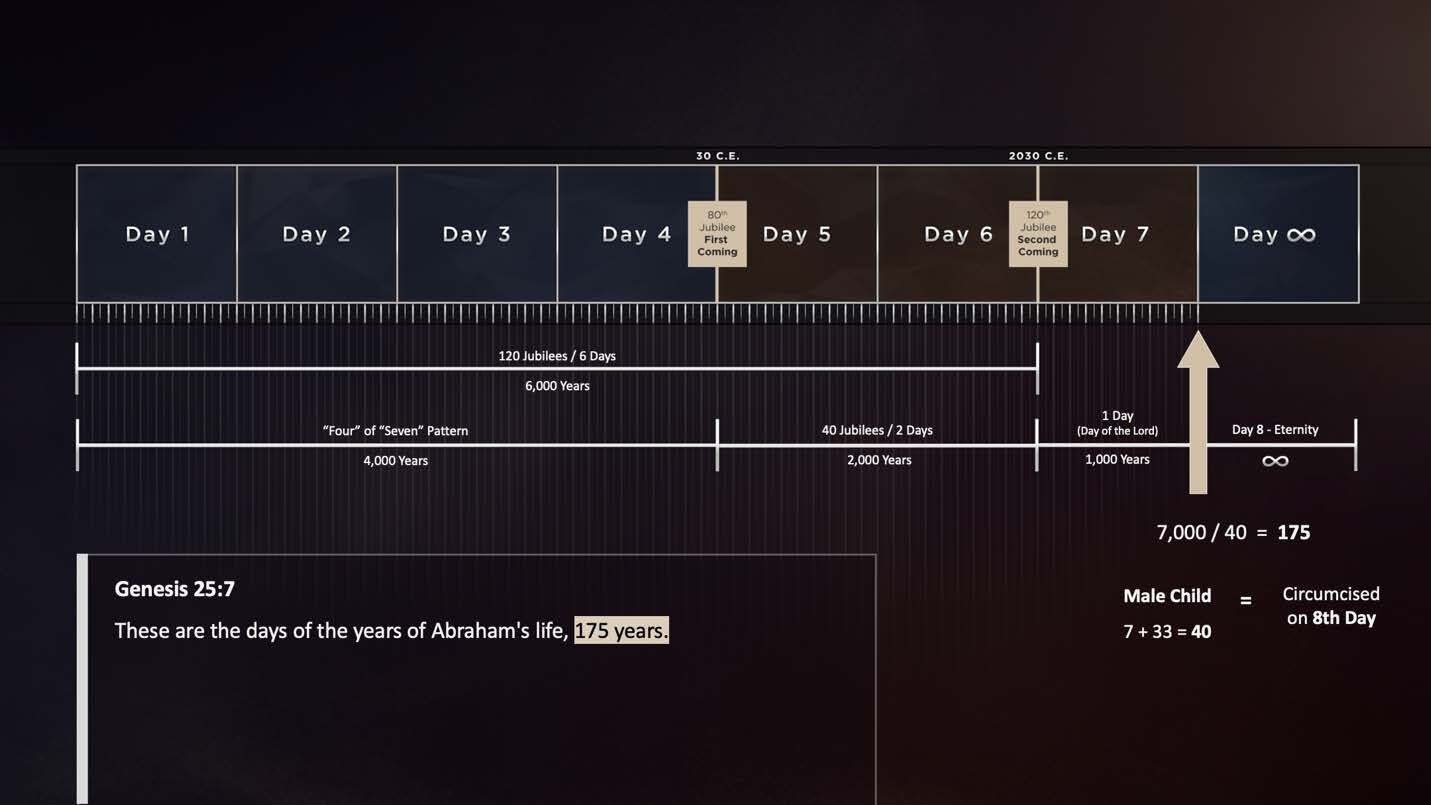 30 C.E.
2030 C.E.
Day 1
Day 2
Day 3
Day 4
80th
Jubilee
First
Coming
Day 5
Day 6
120th
Jubilee
Second
Coming
Day 7
Day ∞
120 Jubilees / 6 Days
6,000 Years
“Four” of “Seven” Pattern
4,000 Years
40 Jubilees / 2 Days
2,000 Years
1 Day
(Day of the Lord)
1,000 Years
Day 8 - Eternity
∞
7,000 / 40 = 175
Male Child
7 + 33 = 40
=
Circumcised
on 8th Day
Genesis 25:7
These are the days of the years of Abraham's life, 175 years.